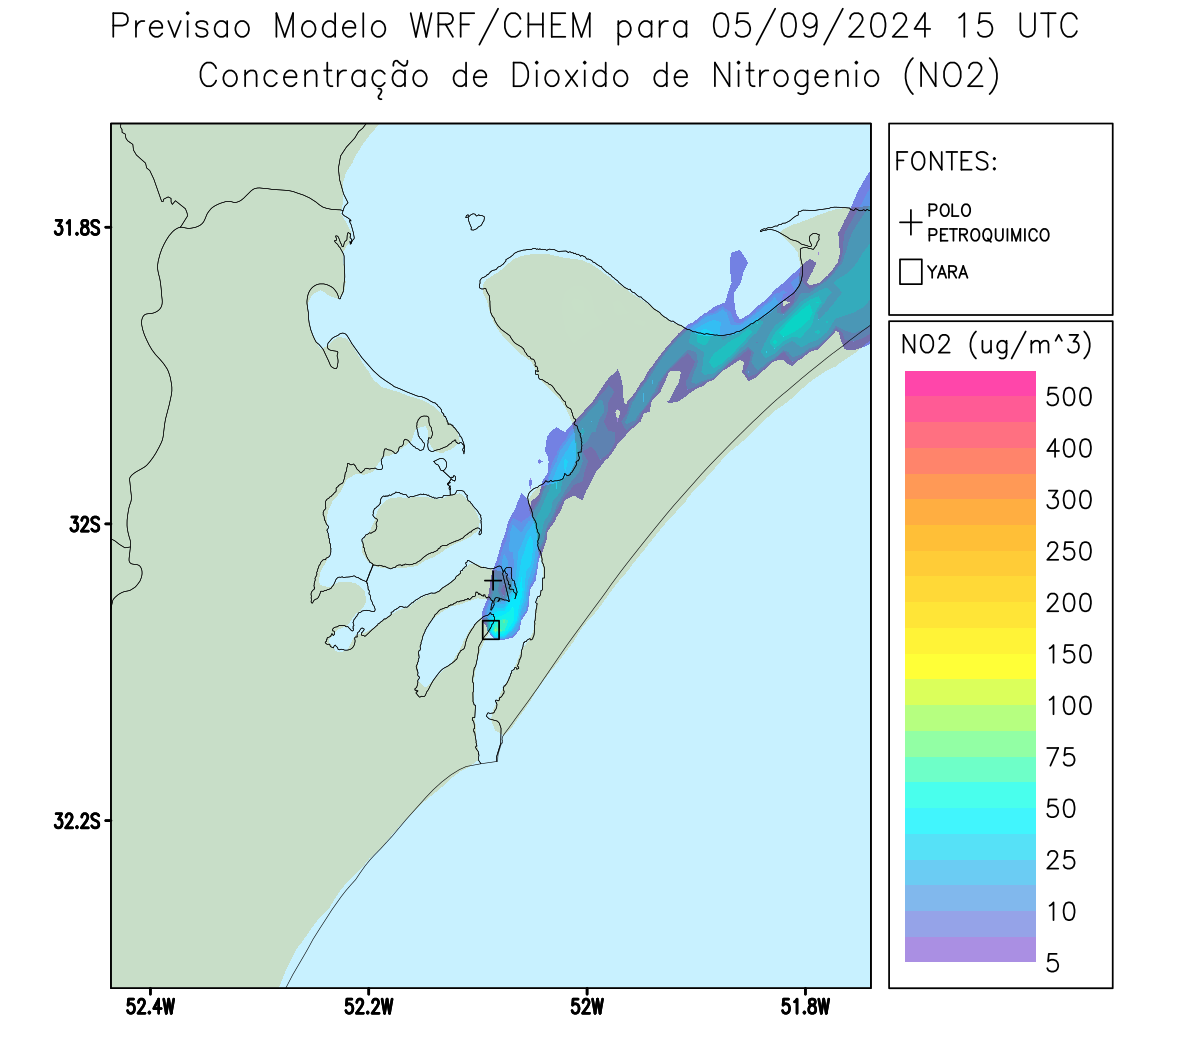 Previsao Modelo WRF/CHEM para 05/09/2024 15 UTC
Concentração de Dioxido de Nitrogenio (NO2)
FONTES:
POLO
PETROQUIMICO
YARA
NO2 (ug/m^3)
500
400
300
250
200
150
100
75
50
25
10
5
31.8S
32S
32.2S
52.4W
52.2W
52W
51.8W